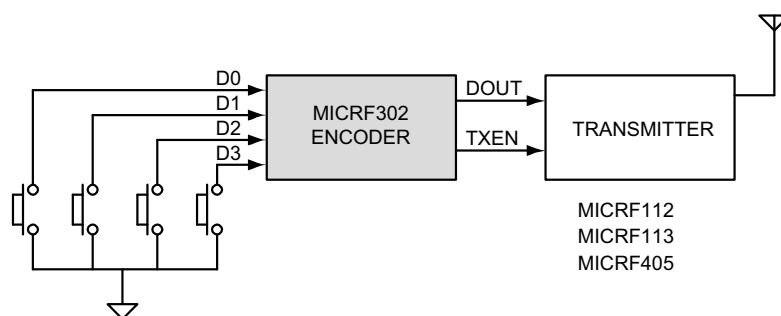 D0
D1
D2
D3
MICRF302
ENCODER
DOUT
TXEN
TRANSMITTER
MICRF112
MICRF113
MICRF405